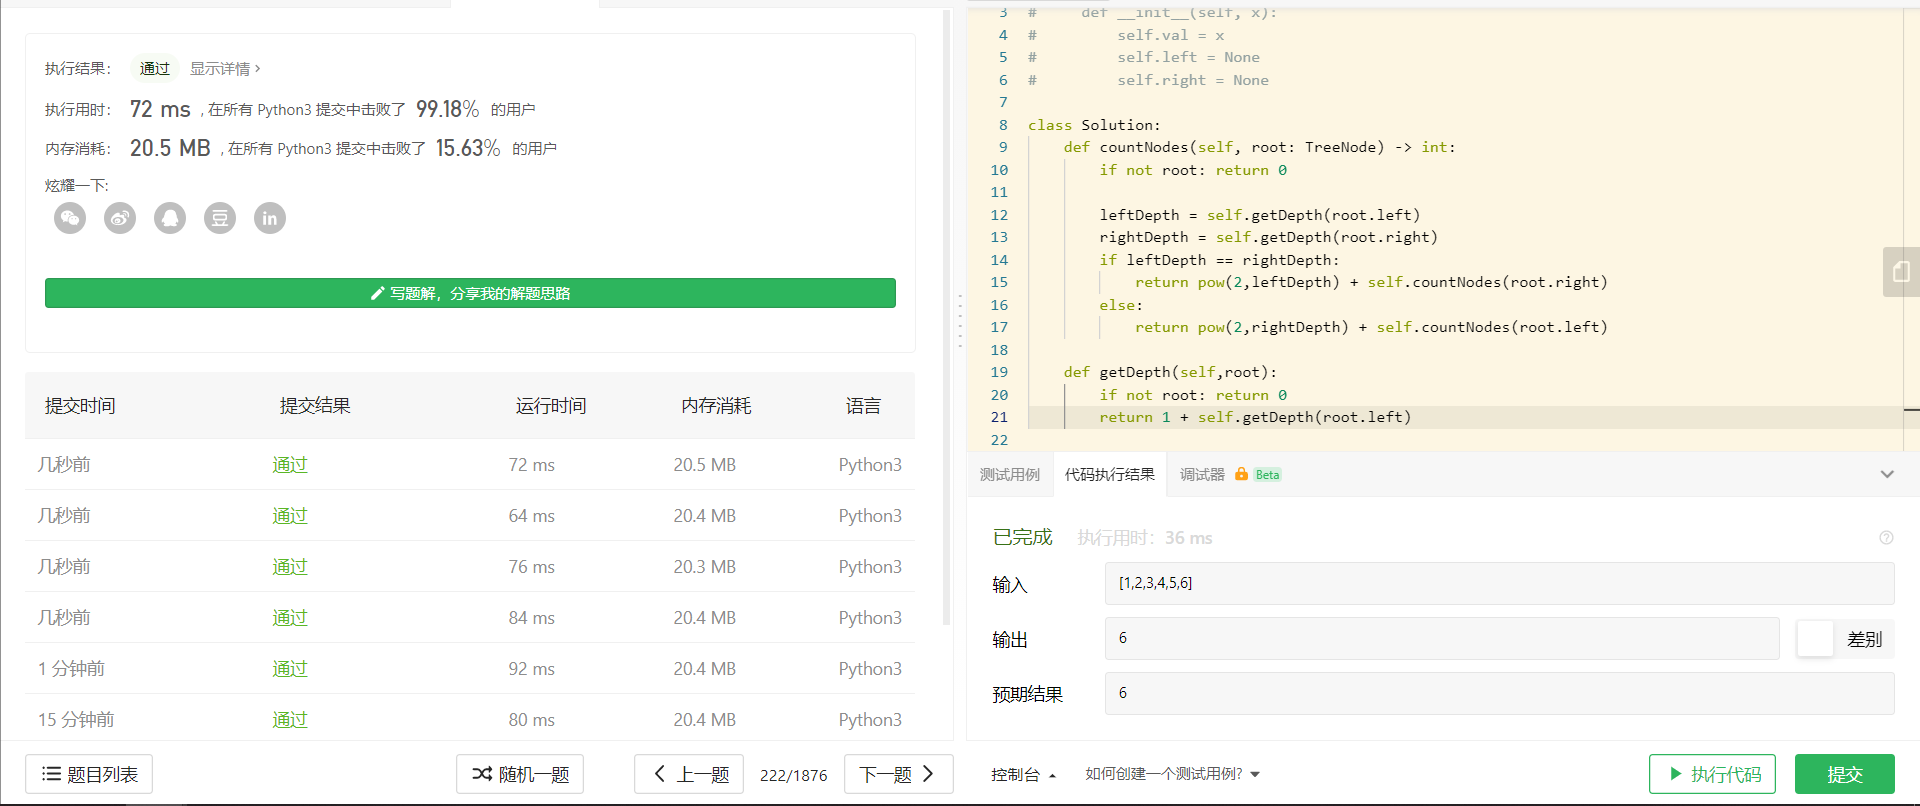 执行结果： 通过 显示详情 >
执行用时： 72 ms , 在所有 Python3 提交中击败了 99.18% 的用户
内存消耗： 20.5 MB , 在所有 Python3 提交中击败了 15.63% 的用户
炫耀一下:
豆 in
写题解，分享我的解题思路
提交时间 提交结果 运行时间 内存消耗 语言
几秒前 通过 72 ms 20.5 MB Python3
几秒前 通过 64 ms 20.4 MB Python3
几秒前 通过 76 ms 20.3 MB Python3
几秒前 通过 84 ms 20.4 MB Python3
1 分钟前 通过 92 ms 20.4 MB Python3
15 分钟前 通过 80 ms 20.4 MB Python3
题目列表 随机一题 上一题 222/1876 下一题
3 #     def __init__(self, x):
4 #         self.val = x
5 #         self.left = None
6 #         self.right = None
7
8 class Solution:
9     def countNodes(self, root: TreeNode) -> int:
10         if not root: return 0
11
12         leftDepth = self.getDepth(root.left)
13         rightDepth = self.getDepth(root.right)
14         if leftDepth == rightDepth:
15             return pow(2,leftDepth) + self.countNodes(root.right)
16         else:
17             return pow(2,rightDepth) + self.countNodes(root.left)
18
19     def getDepth(self,root):
20         if not root: return 0
21         return 1 + self.getDepth(root.left)
22
测试用例 代码执行结果 调试器 Beta
已完成 执行用时：36 ms
输入 [1,2,3,4,5,6]
输出 6 差别
预期结果 6
控制台 如何创建一个测试用例? 执行代码 提交